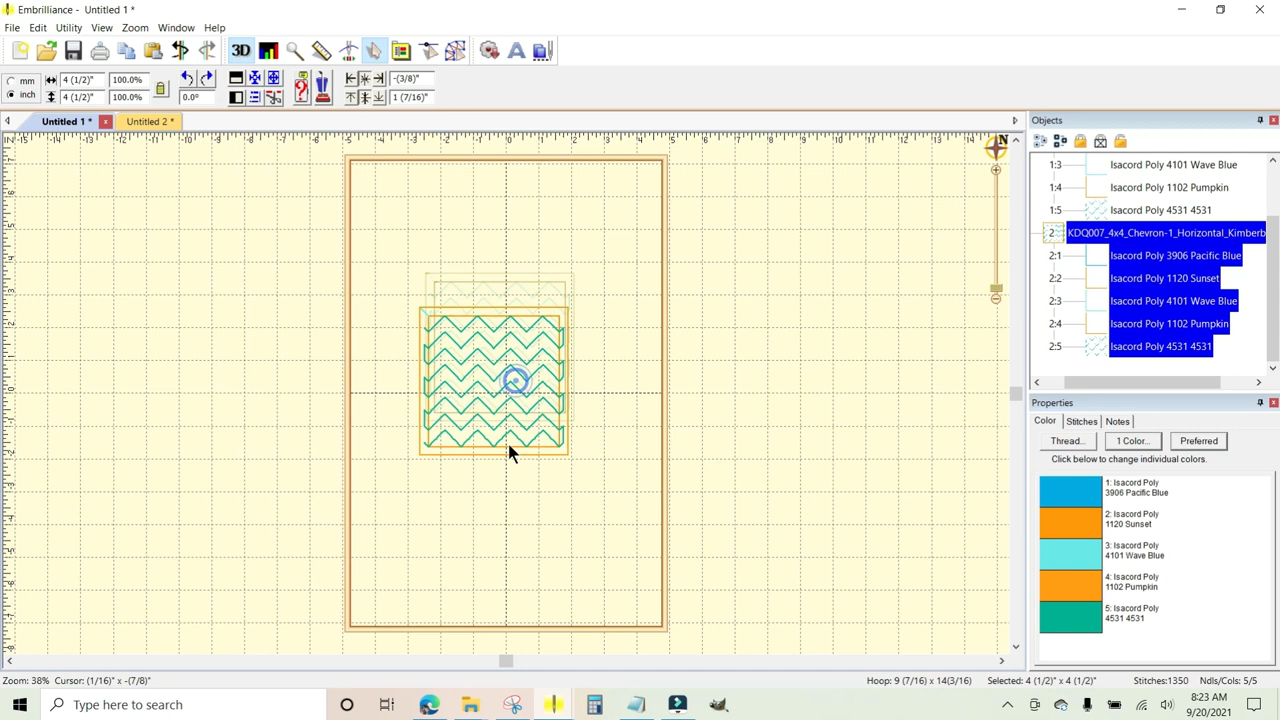 Embrilliance - Untitled 1 *
File Edit Utility View Zoom Window Help
3D
mm
inch
4 (1/2)" 100.0%
4 (1/2)" 100.0%
0.0°
-(3/8)"
1 (7/16)"
Untitled 1 *
Untitled 2 *
N
Objects
1:3 Isacord Poly 4101 Wave Blue
1:4 Isacord Poly 1102 Pumpkin
1:5 Isacord Poly 4531 4531
2 KDQ007_4x4_Chevron-1_Horizontal_Kimberb
2:1 Isacord Poly 3906 Pacific Blue
2:2 Isacord Poly 1120 Sunset
2:3 Isacord Poly 4101 Wave Blue
2:4 Isacord Poly 1102 Pumpkin
2:5 Isacord Poly 4531 4531
Properties
Color Stitches Notes
Thread... 1 Color... Preferred
Click below to change individual colors.
1: Isacord Poly
3906 Pacific Blue
2: Isacord Poly
1120 Sunset
3: Isacord Poly
4101 Wave Blue
4: Isacord Poly
1102 Pumpkin
5: Isacord Poly
4531 4531
Zoom: 38% Cursor: (1/16)" x -(7/8)"
Hoop: 9 (7/16) x 14(3/16) Selected: 4 (1/2)" x 4 (1/2)" Stitches:1350 Ndls/Cols: 5/5
Type here to search
8:23 AM
9/20/2021